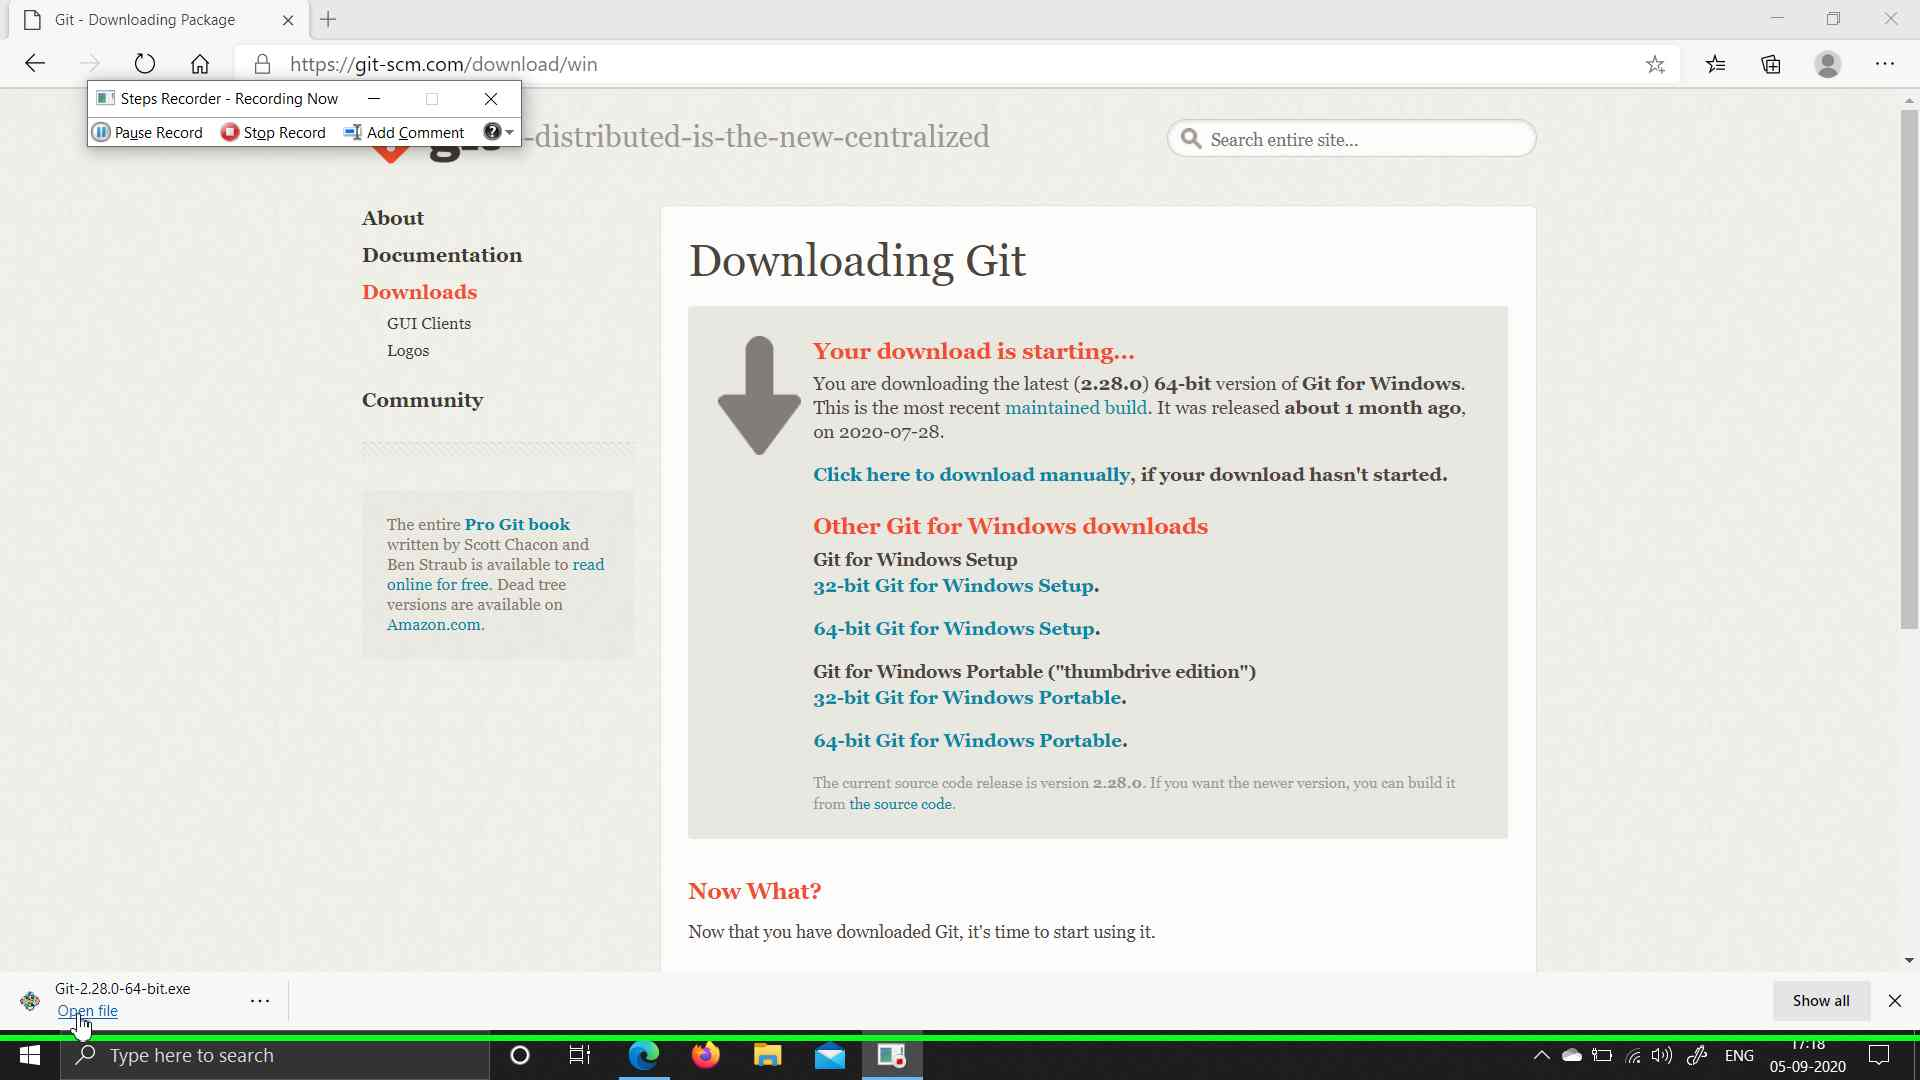 Git - Downloading Package
https://git-scm.com/download/win
Steps Recorder - Recording Now
Pause Record Stop Record Add Comment
-distributed-is-the-new-centralized
Search entire site...
About
Documentation
Downloads
GUI Clients
Logos
Community
The entire Pro Git book
written by Scott Chacon and
Ben Straub is available to read
online for free. Dead tree
versions are available on
Amazon.com.
Downloading Git
Your download is starting...
You are downloading the latest (2.28.0) 64-bit version of Git for Windows.
This is the most recent maintained build. It was released about 1 month ago,
on 2020-07-28.
Click here to download manually, if your download hasn't started.
Other Git for Windows downloads
Git for Windows Setup
32-bit Git for Windows Setup.
64-bit Git for Windows Setup.
Git for Windows Portable ("thumbdrive edition")
32-bit Git for Windows Portable.
64-bit Git for Windows Portable.
The current source code release is version 2.28.0. If you want the newer version, you can build it
from the source code.
Now What?
Now that you have downloaded Git, it's time to start using it.
Git-2.28.0-64-bit.exe
Open file
Show all
Type here to search
ENG
17:18
05-09-2020